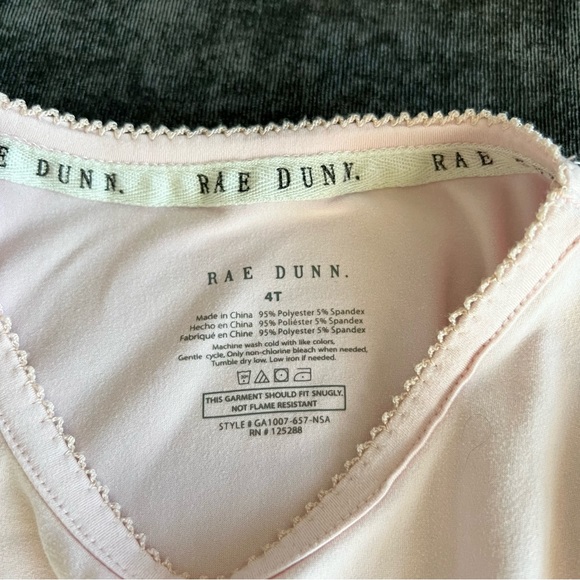 E DUNN. RAE DUNN. RAE
RAE DUNN.
4T
Made in China 95% Polyester 5% Spandex
Hecho en China 95% Poliéster 5% Spandex
Fabriqué en China 95% Polyester 5% Spandex
Machine wash cold with like colors,
Gentle cycle, Only non-chlorine bleach when needed,
Tumble dry low. Low iron if needed.
THIS GARMENT SHOULD FIT SNUGLY.
NOT FLAME RESISTANT
STYLE # GA1007-657-NSA
RN # 125288